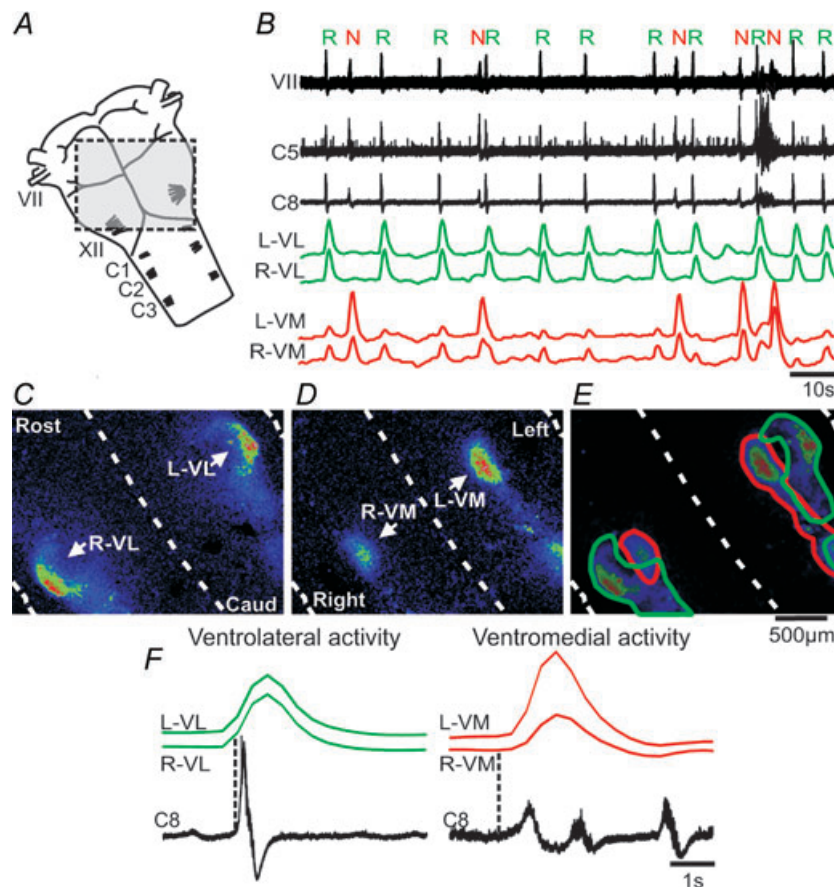 A
VII
XII
C1
C2
C3
B
R N R R N R R R R N R N R N R R
VII
C5
C8
L-VL
R-VL
L-VM
R-VM
10s
C
Rost
L-VL
R-VL
Caud
D
Left
L-VM
R-VM
Right
E
500µm
Ventrolateral activity
Ventromedial activity
F
L-VL
R-VL
C8
L-VM
R-VM
C8
1s